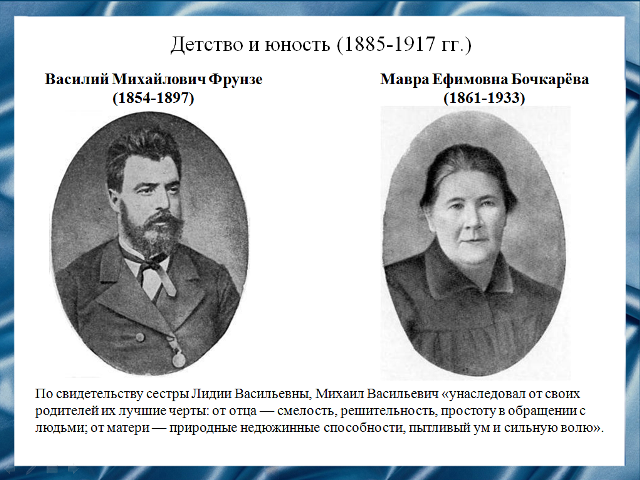 Детство и юность (1885-1917 гг.)
Василий Михайлович Фрунзе
(1854-1897)
Мавра Ефимовна Бочкарёва
(1861-1933)
По свидетельству сестры Лидии Васильевны, Михаил Васильевич «унаследовал от своих
родителей их лучшие черты: от отца — смелость, решительность, простоту в обращении с
людьми; от матери — природные недюжинные способности, пытливый ум и сильную волю».